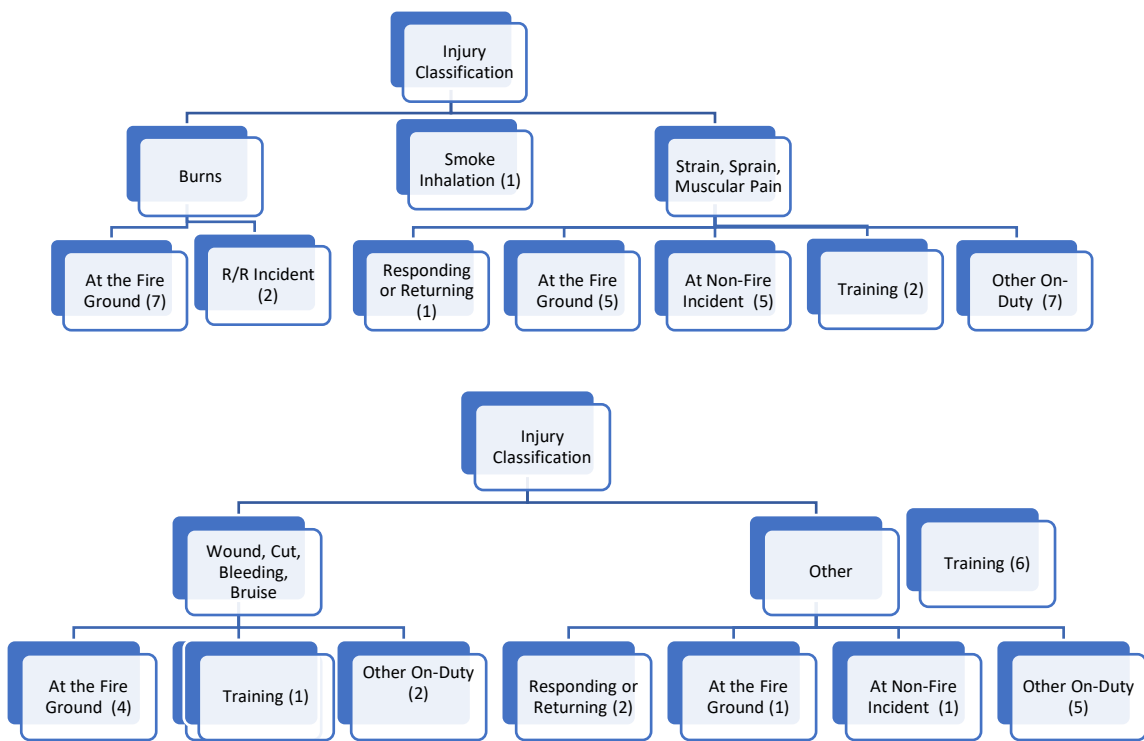 Injury
Classification
Burns
Smoke
Inhalation (1)
Strain, Sprain,
Muscular Pain
At the Fire
Ground (7)
R/R Incident
(2)
Responding
or Returning
(1)
At the Fire
Ground (5)
At Non-Fire
Incident (5)
Training (2)
Other On-
Duty (7)
Injury
Classification
Wound, Cut,
Bleeding,
Bruise
Other
Training (6)
At the Fire
Ground (4)
Training (1)
Other On-Duty
(2)
Responding or
Returning (2)
At the Fire
Ground (1)
At Non-Fire
Incident (1)
Other On-Duty
(5)